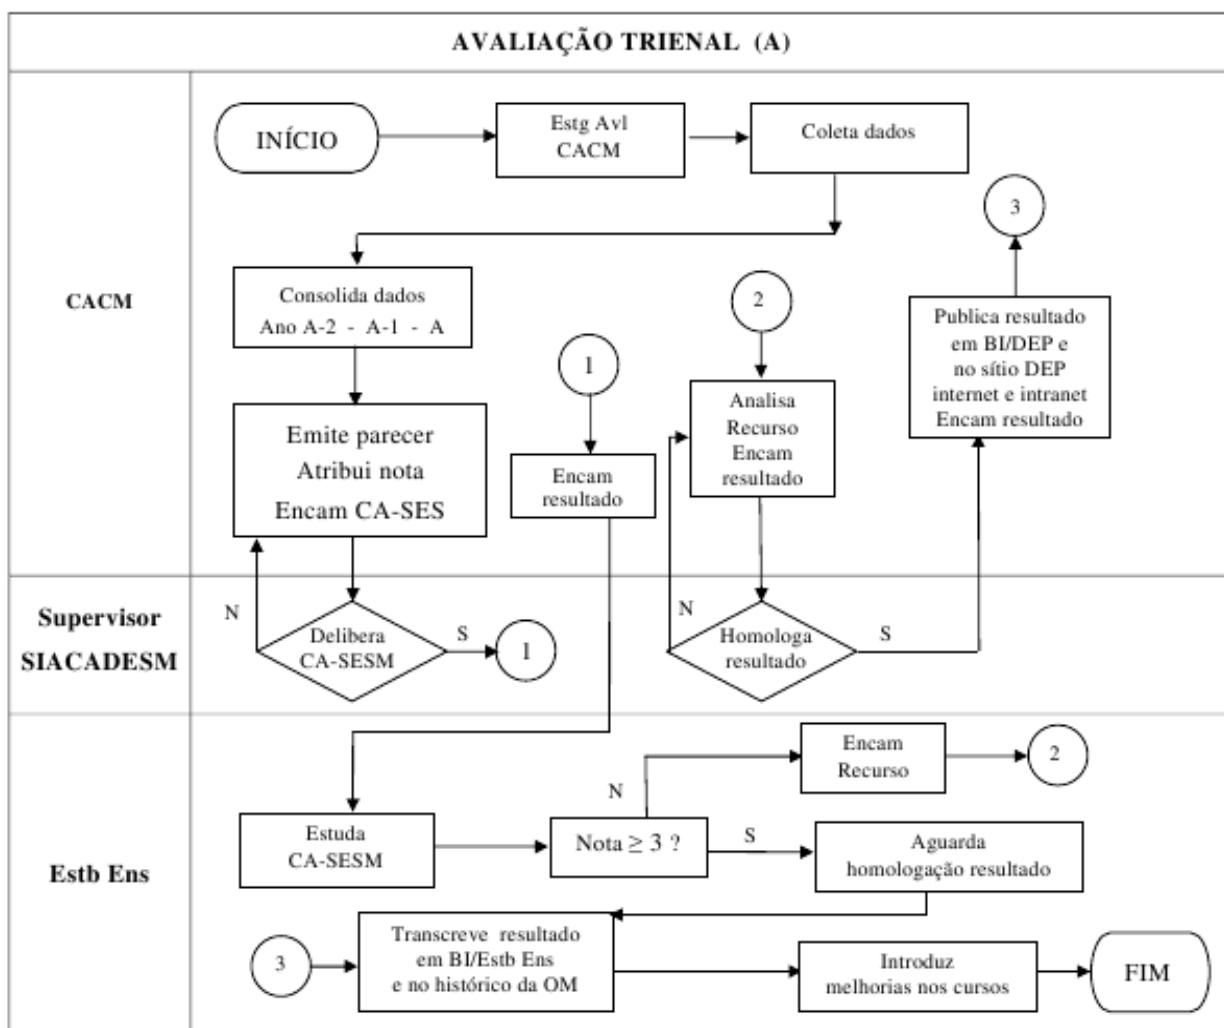 AVALIAÇÃO TRIENAL (A)
CACM
INÍCIO
Estg Avl
CACM
Coleta dados
3
Consolida dados
Ano A-2 - A-1 - A
2
1
Publica resultado
em BI/DEP e
no sítio DEP
internet e intranet
Encam resultado
Emite parecer
Atribui nota
Encam CA-SES
Analisa
Recurso
Encam
resultado
Encam
resultado
Supervisor
SIACADESM
N
Delibera
CA-SESM
S
1
N
Homologa
resultado
S
Estb Ens
Encam
Recurso
2
N
Estuda
CA-SESM
Nota ≥ 3 ?
S
Aguarda
homologação resultado
3
Transcreve resultado
em BI/Estb Ens
e no histórico da OM
Introduz
melhorias nos cursos
FIM